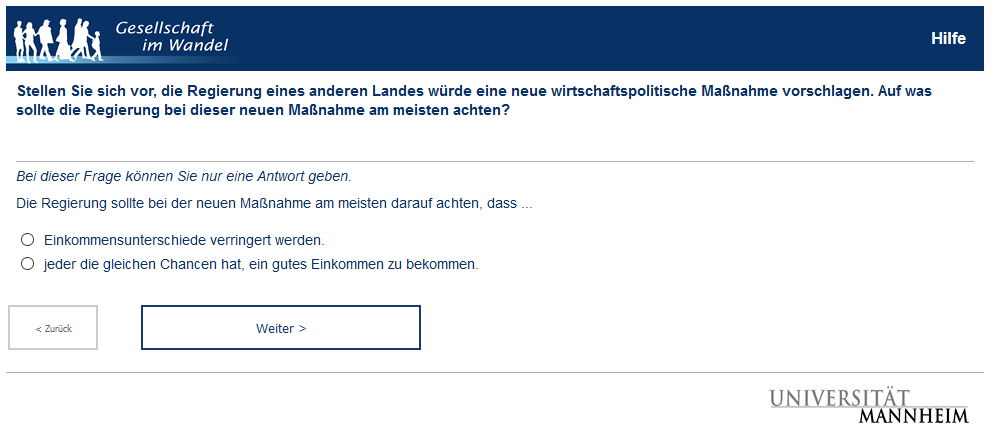 Gesellschaft
im Wandel
Hilfe
Stellen Sie sich vor, die Regierung eines anderen Landes würde eine neue wirtschaftspolitische Maßnahme vorschlagen. Auf was
sollte die Regierung bei dieser neuen Maßnahme am meisten achten?
Bei dieser Frage können Sie nur eine Antwort geben.
Die Regierung sollte bei der neuen Maßnahme am meisten darauf achten, dass ...
Einkommensunterschiede verringert werden.
jeder die gleichen Chancen hat, ein gutes Einkommen zu bekommen.
< Zurück
Weiter >
UNIVERSITÄT
MANNHEIM